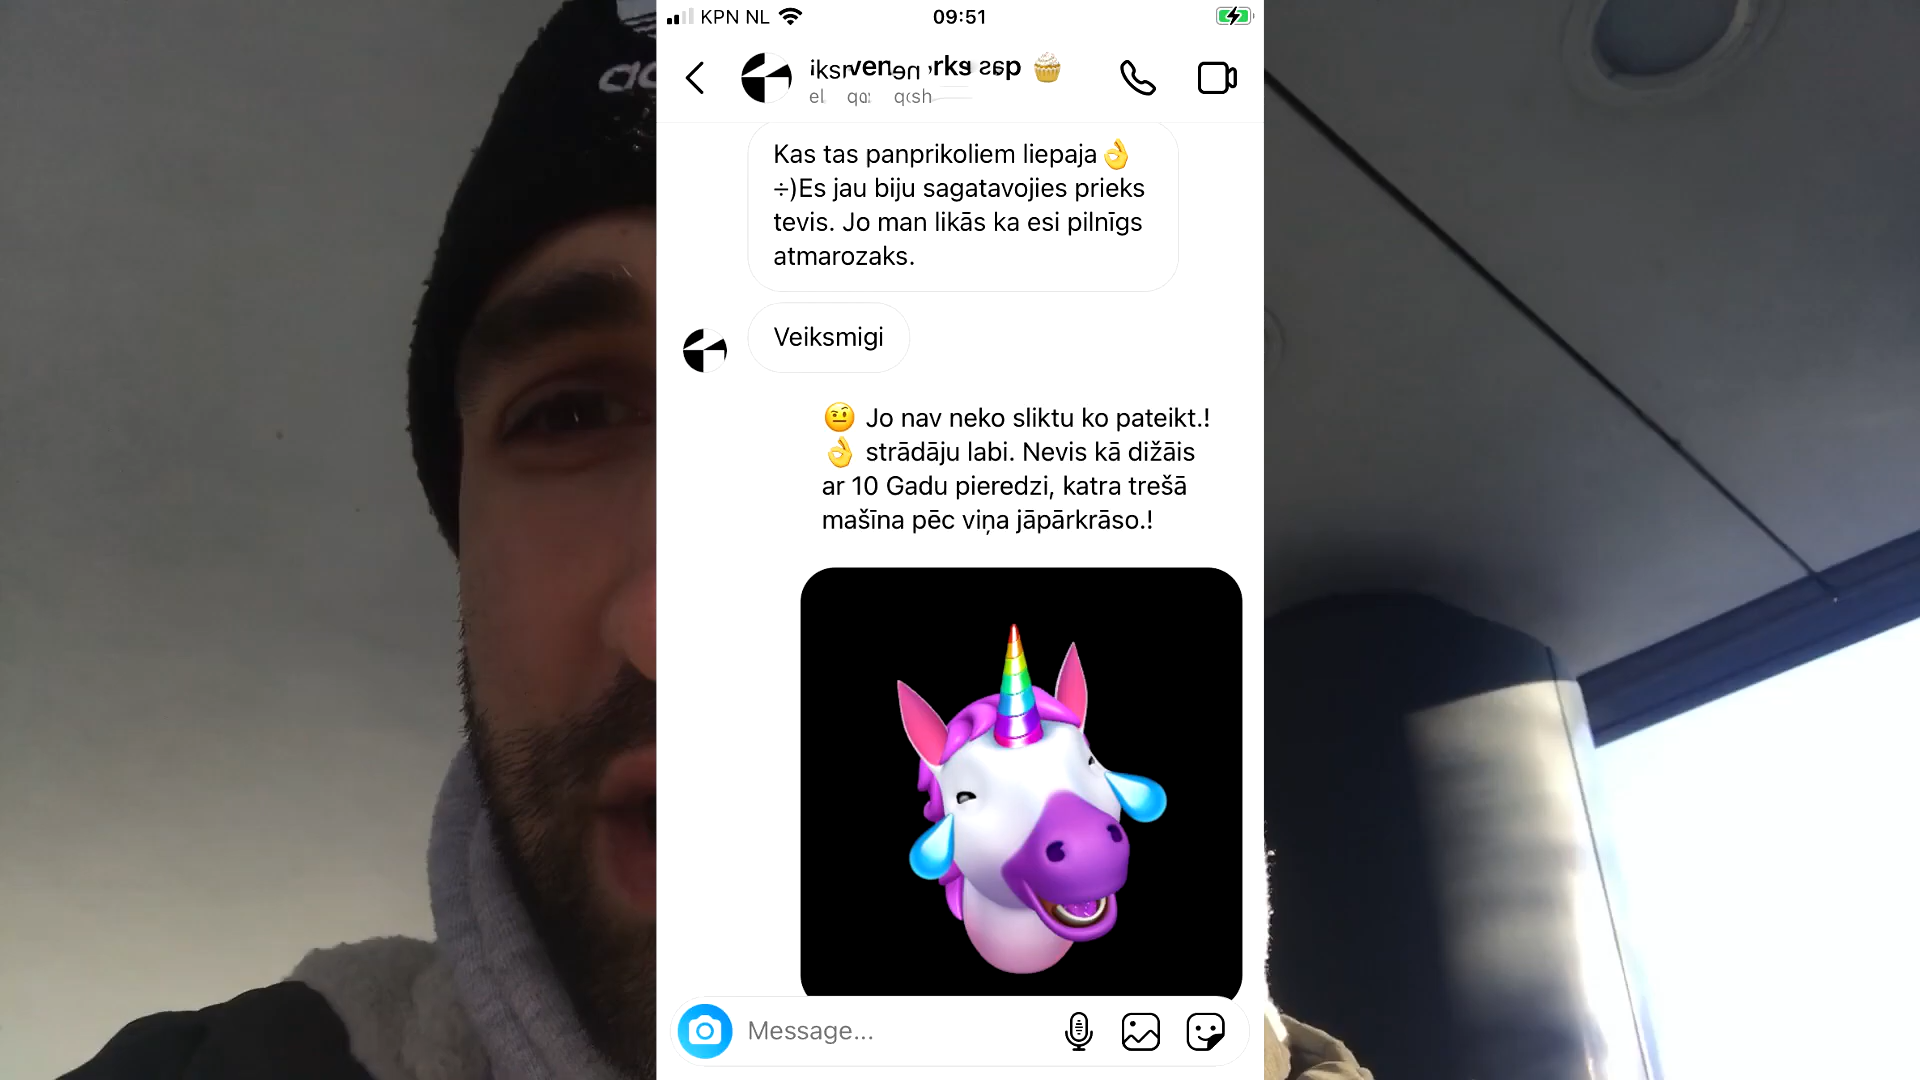 KPN NL
09:51
Kas tas panprikoliem liepaja👌
÷)Es jau biju sagatavojies prieks
tevis. Jo man likās ka esi pilnīgs
atmarozaks.
Veiksmigi
🤨 Jo nav neko sliktu ko pateikt.!
👌 strādāju labi. Nevis kā dižāis
ar 10 Gadu pieredzi, katra trešā
mašīna pēc viņa jāpārkrāso.!
Message...